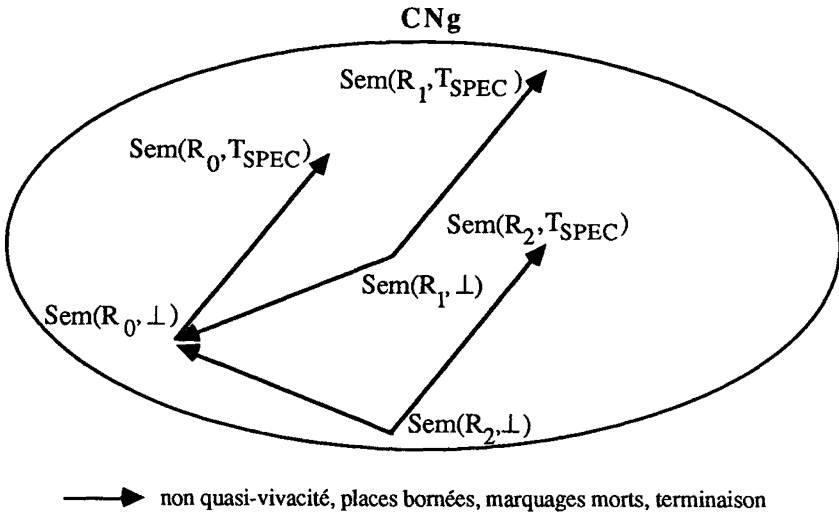 CNg
Sem(R1,TSPEC)
Sem(R0,TSPEC)
Sem(R2,TSPEC)
Sem(R1,⊥)
Sem(R0,⊥)
Sem(R2,⊥)
non quasi-vivacité, places bornées, marquages morts, terminaison